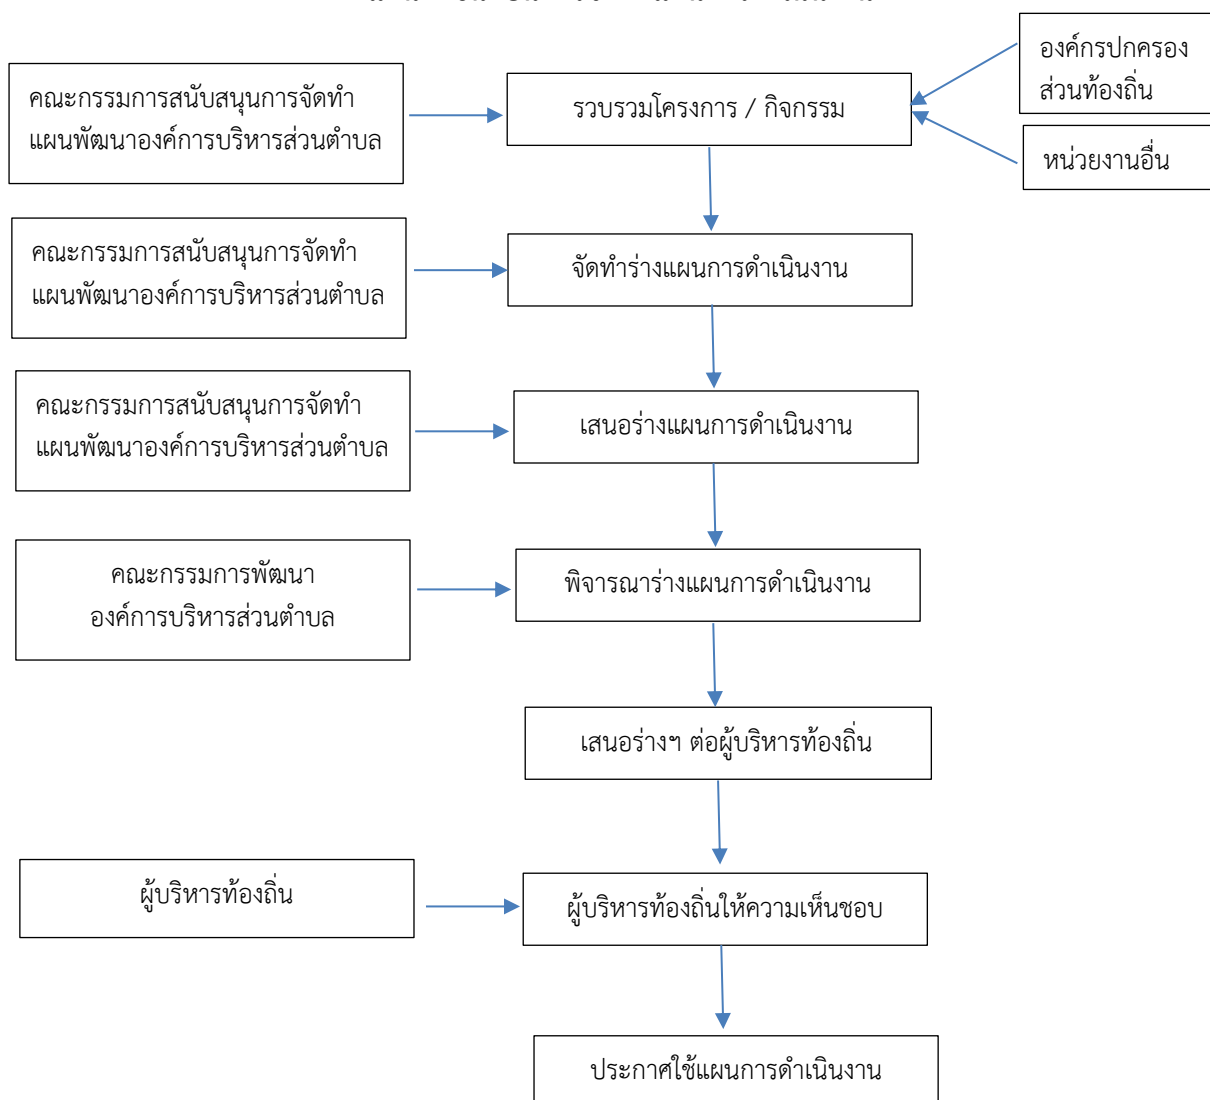 คณะกรรมการสนับสนุนการจัดทำ
แผนพัฒนาองค์การบริหารส่วนตำบล
รวบรวมโครงการ / กิจกรรม
องค์กรปกครอง
ส่วนท้องถิ่น
หน่วยงานอื่น
คณะกรรมการสนับสนุนการจัดทำ
แผนพัฒนาองค์การบริหารส่วนตำบล
จัดทำร่างแผนการดำเนินงาน
คณะกรรมการสนับสนุนการจัดทำ
แผนพัฒนาองค์การบริหารส่วนตำบล
เสนอร่างแผนการดำเนินงาน
คณะกรรมการพัฒนา
องค์การบริหารส่วนตำบล
พิจารณาร่างแผนการดำเนินงาน
เสนอร่างฯ ต่อผู้บริหารท้องถิ่น
ผู้บริหารท้องถิ่น
ผู้บริหารท้องถิ่นให้ความเห็นชอบ
ประกาศใช้แผนการดำเนินงาน